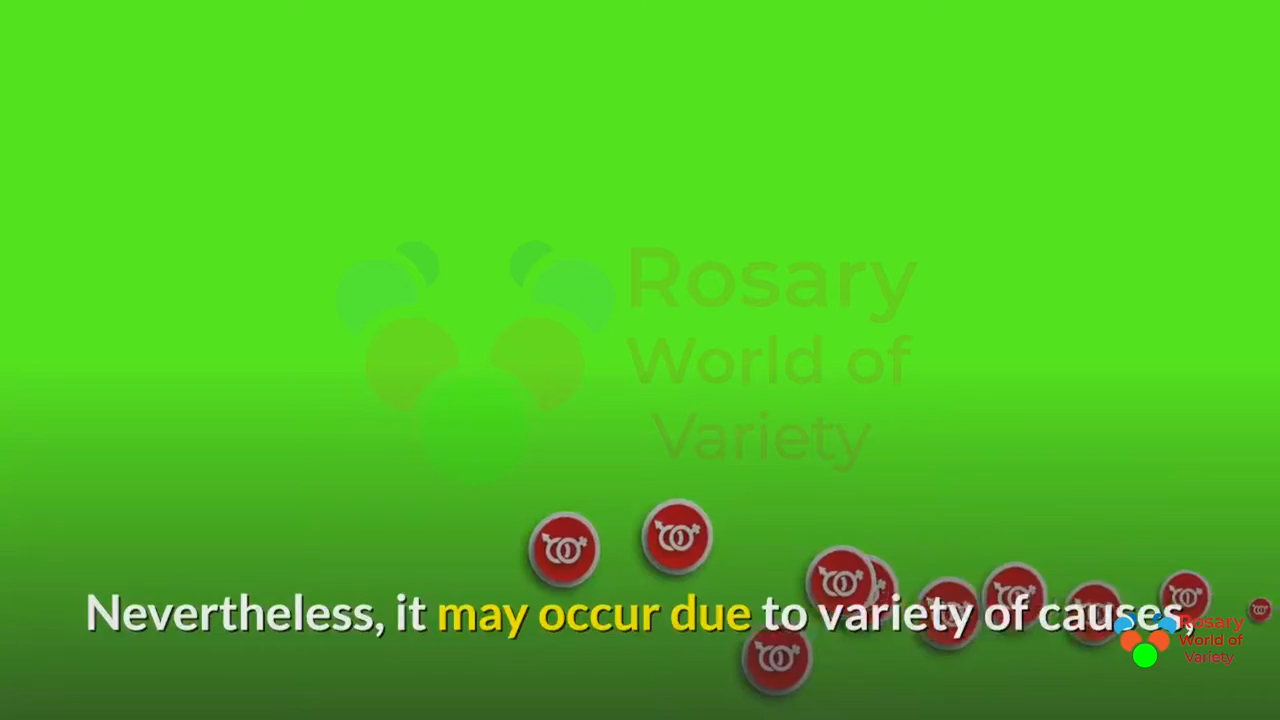 Rosary
World of
Variety
Nevertheless, it may occur due to variety of causes.
Rosary
World of
Variety